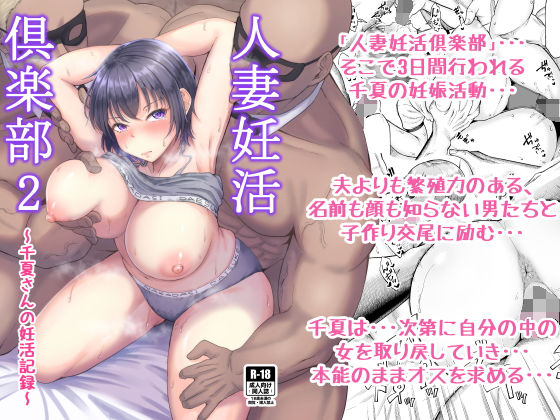 人妻妊活
倶楽部2
～千夏さんの妊活記録～
「人妻妊活倶楽部」・・・
そこで3日間行われる
千夏の妊娠活動・・・
夫よりも繁殖力のある、
名前も顔も知らない男たちと
子作り交尾に励む・・・
千夏は・・・次第に自分の中の
女を取り戻していき・・・
本能のままオスを求める・・・・
R-18
成人向け
同人誌